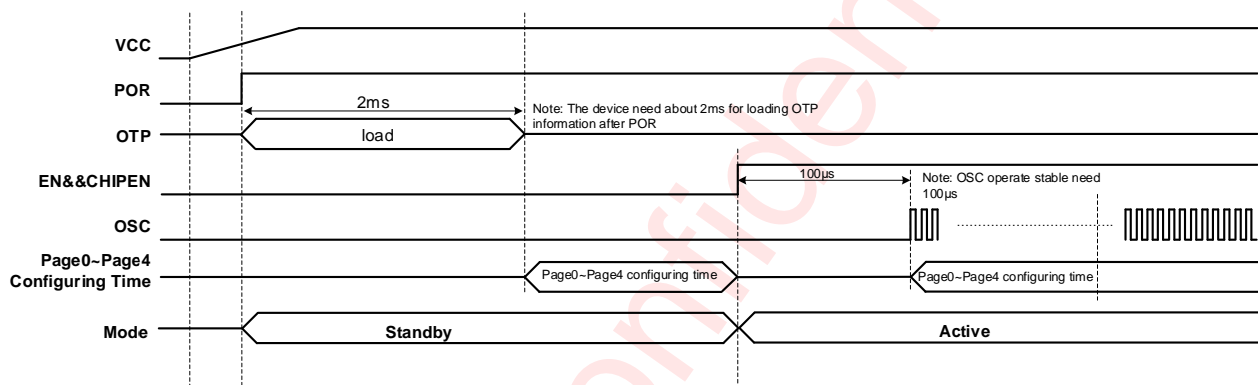 VCC
POR
2ms
Note: The device need about 2ms for loading OTP
information after POR
OTP
load
EN&&CHIPEN
100μs
Note: OSC operate stable need
100μs
OSC
Page0~Page4
Configuring Time
Page0~Page4 configuring time
Page0~Page4 configuring time
Mode
Standby
Active